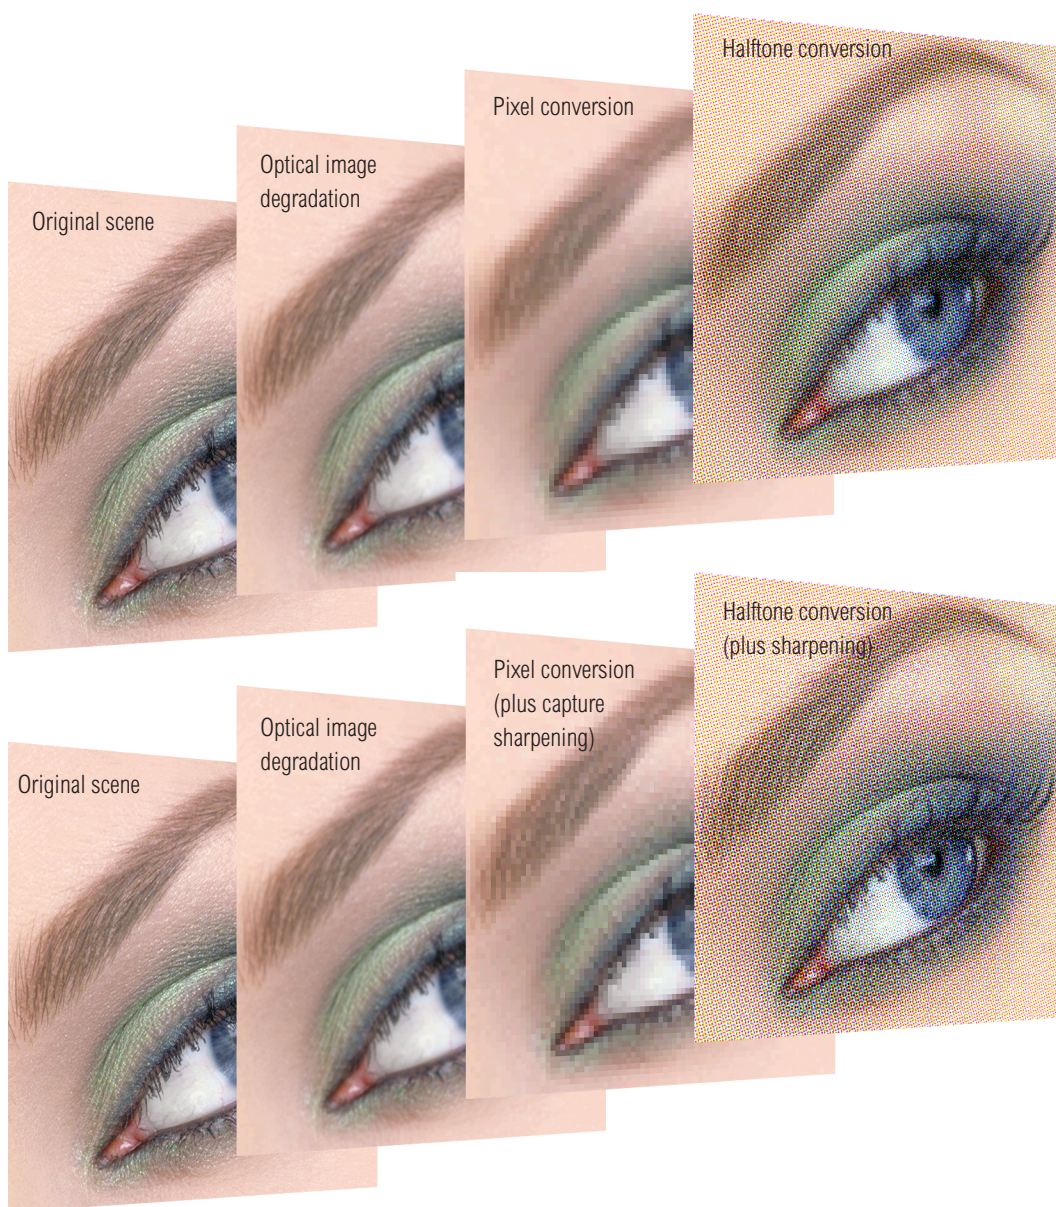 Halftone conversion
Pixel conversion
Optical image
degradation
Original scene
Halftone conversion
(plus sharpening)
Pixel conversion
(plus capture
sharpening)
Optical image
degradation
Original scene